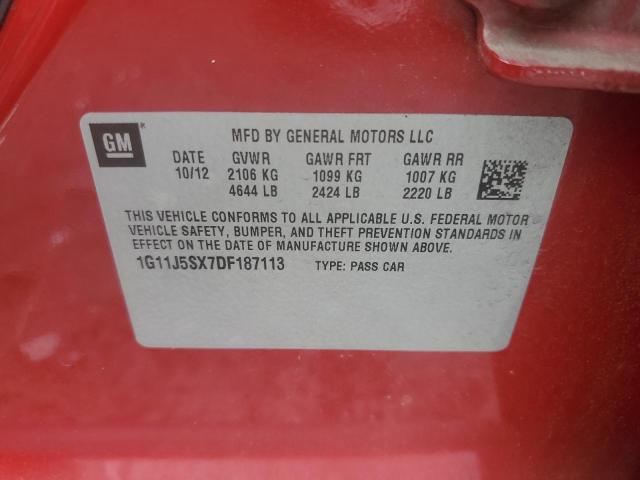 GM
MFD BY GENERAL MOTORS LLC
DATE GVWR GAWR FRT GAWR RR
10/12 2106 KG 1099 KG 1007 KG
4644 LB 2424 LB 2220 LB
THIS VEHICLE CONFORMS TO ALL APPLICABLE U.S. FEDERAL MOTOR
VEHICLE SAFETY, BUMPER, AND THEFT PREVENTION STANDARDS IN
EFFECT ON THE DATE OF MANUFACTURE SHOWN ABOVE.
1G11J5SX7DF187113 TYPE: PASS CAR